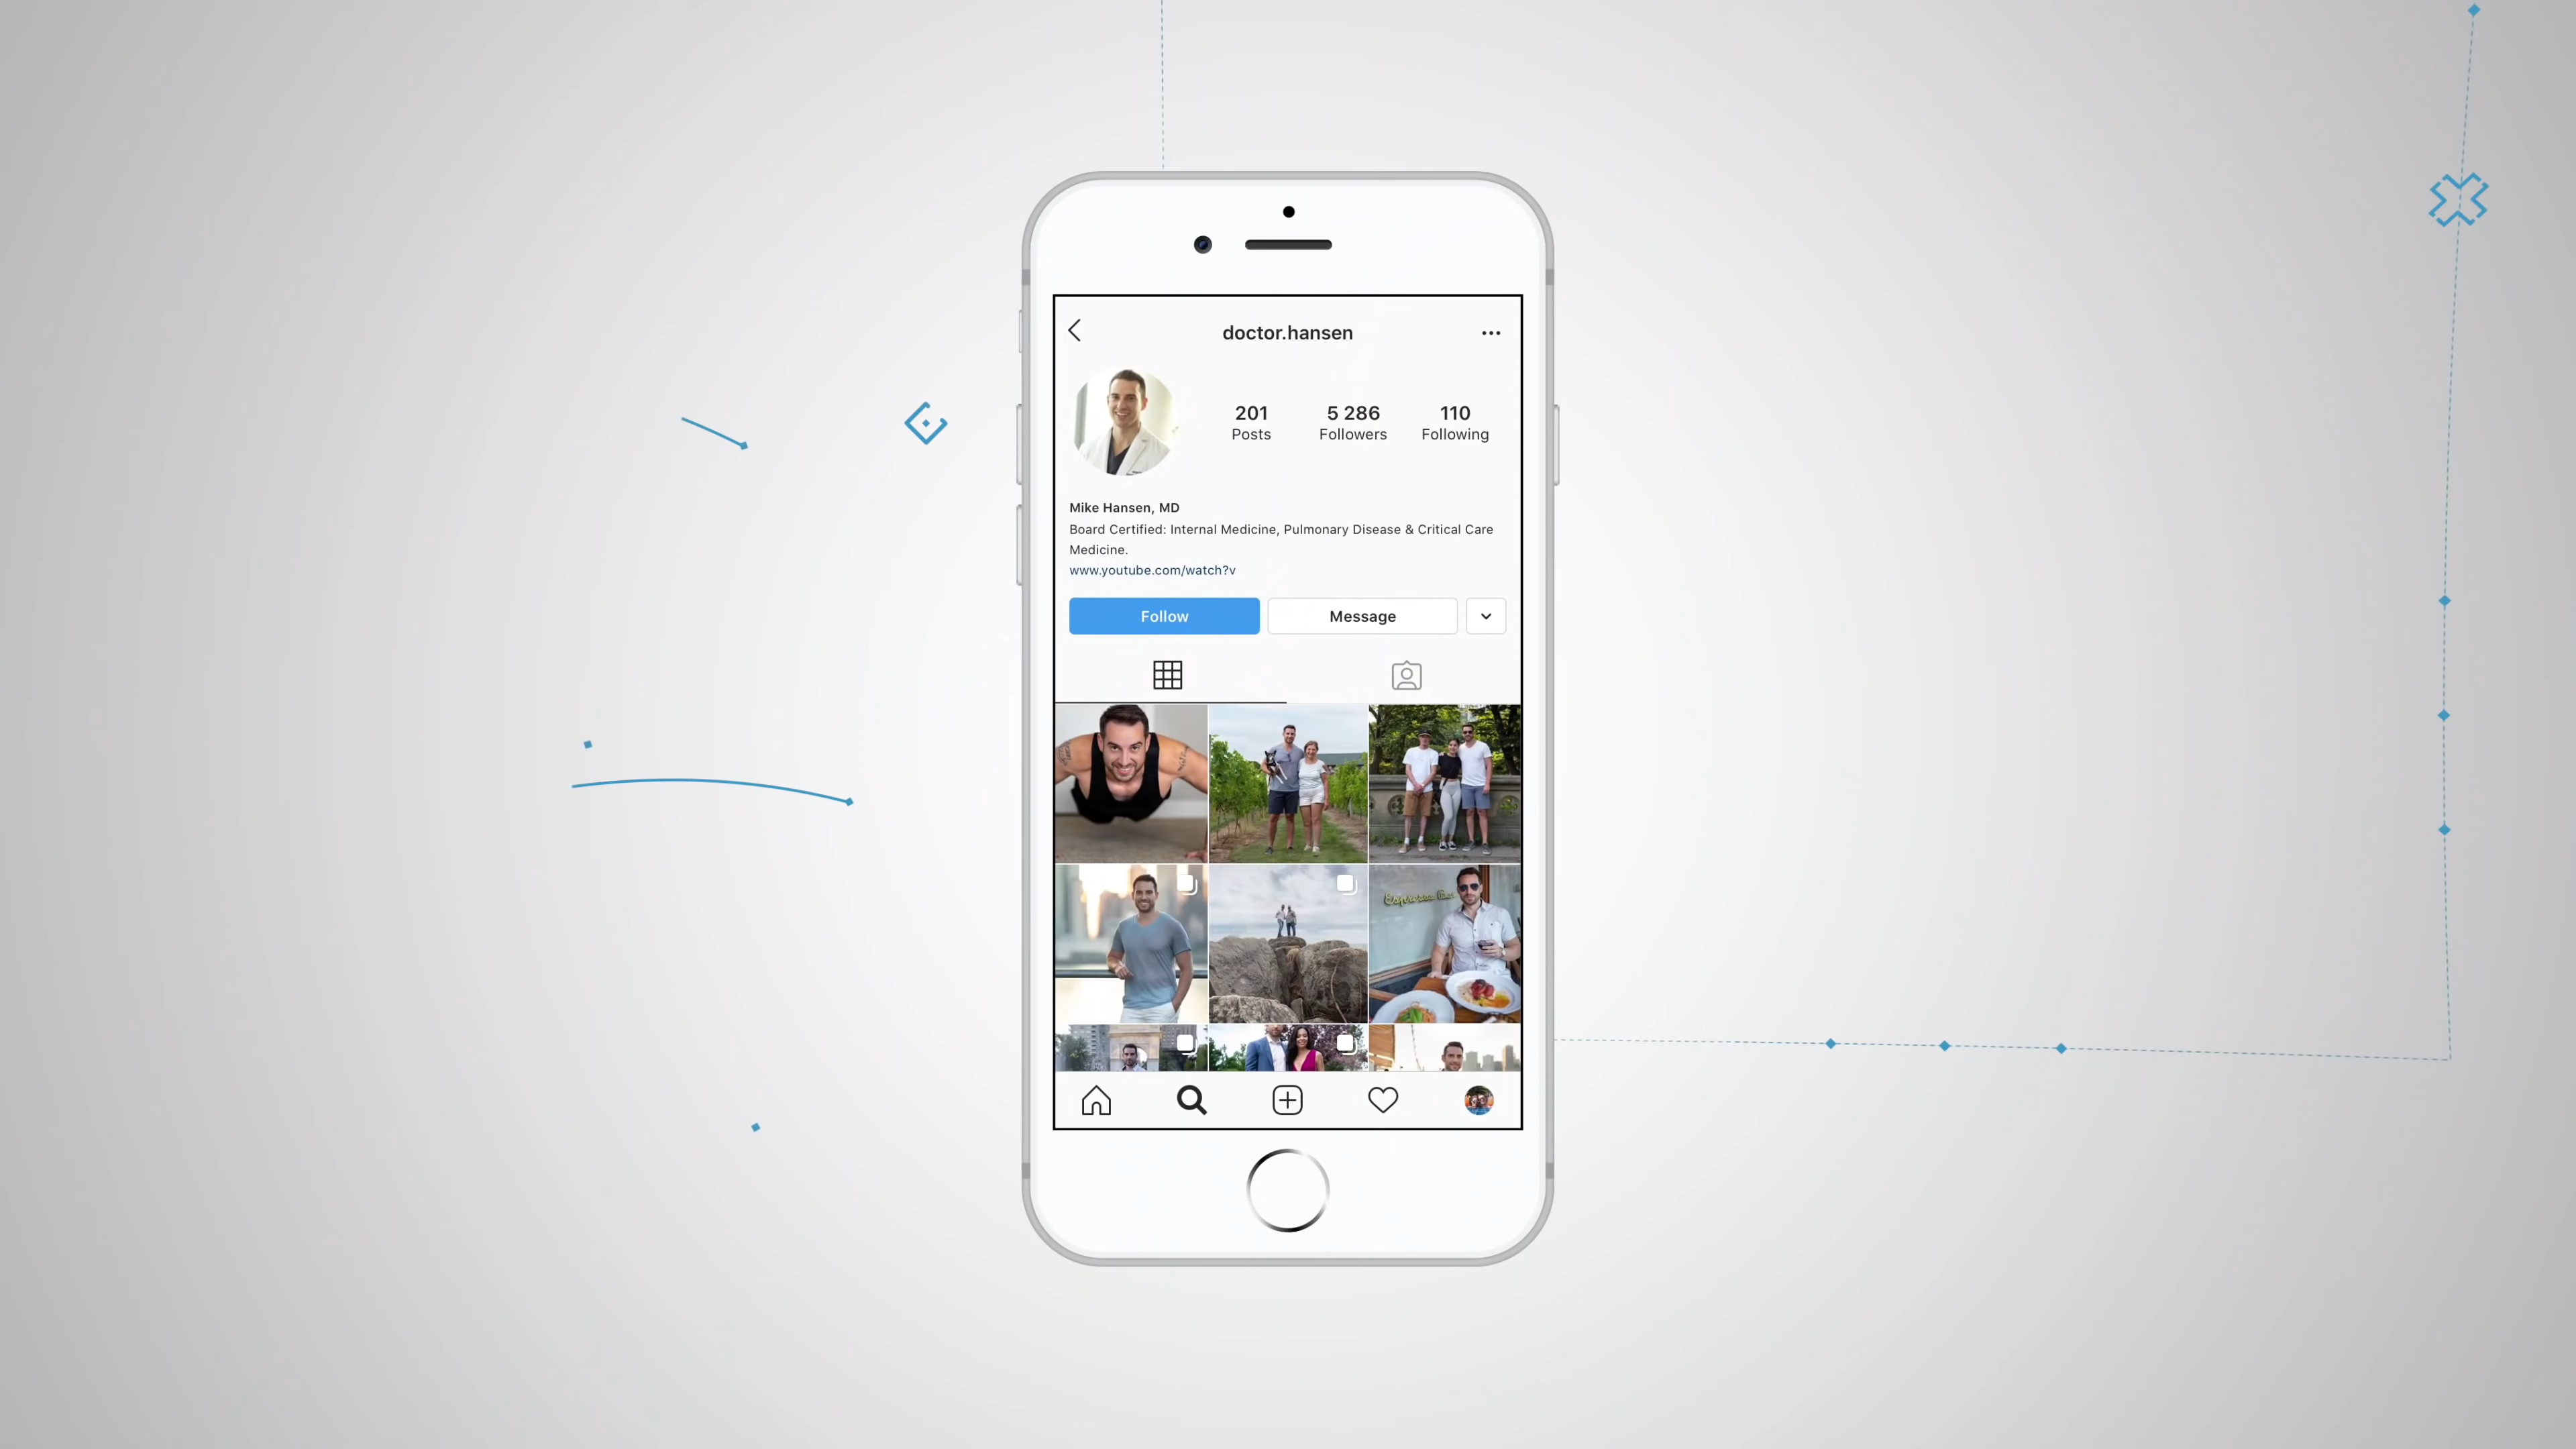 doctor.hansen
201
Posts
5 286
Followers
110
Following
Mike Hansen, MD
Board Certified: Internal Medicine, Pulmonary Disease & Critical Care
Medicine.
www.youtube.com/watch?v
Follow
Message